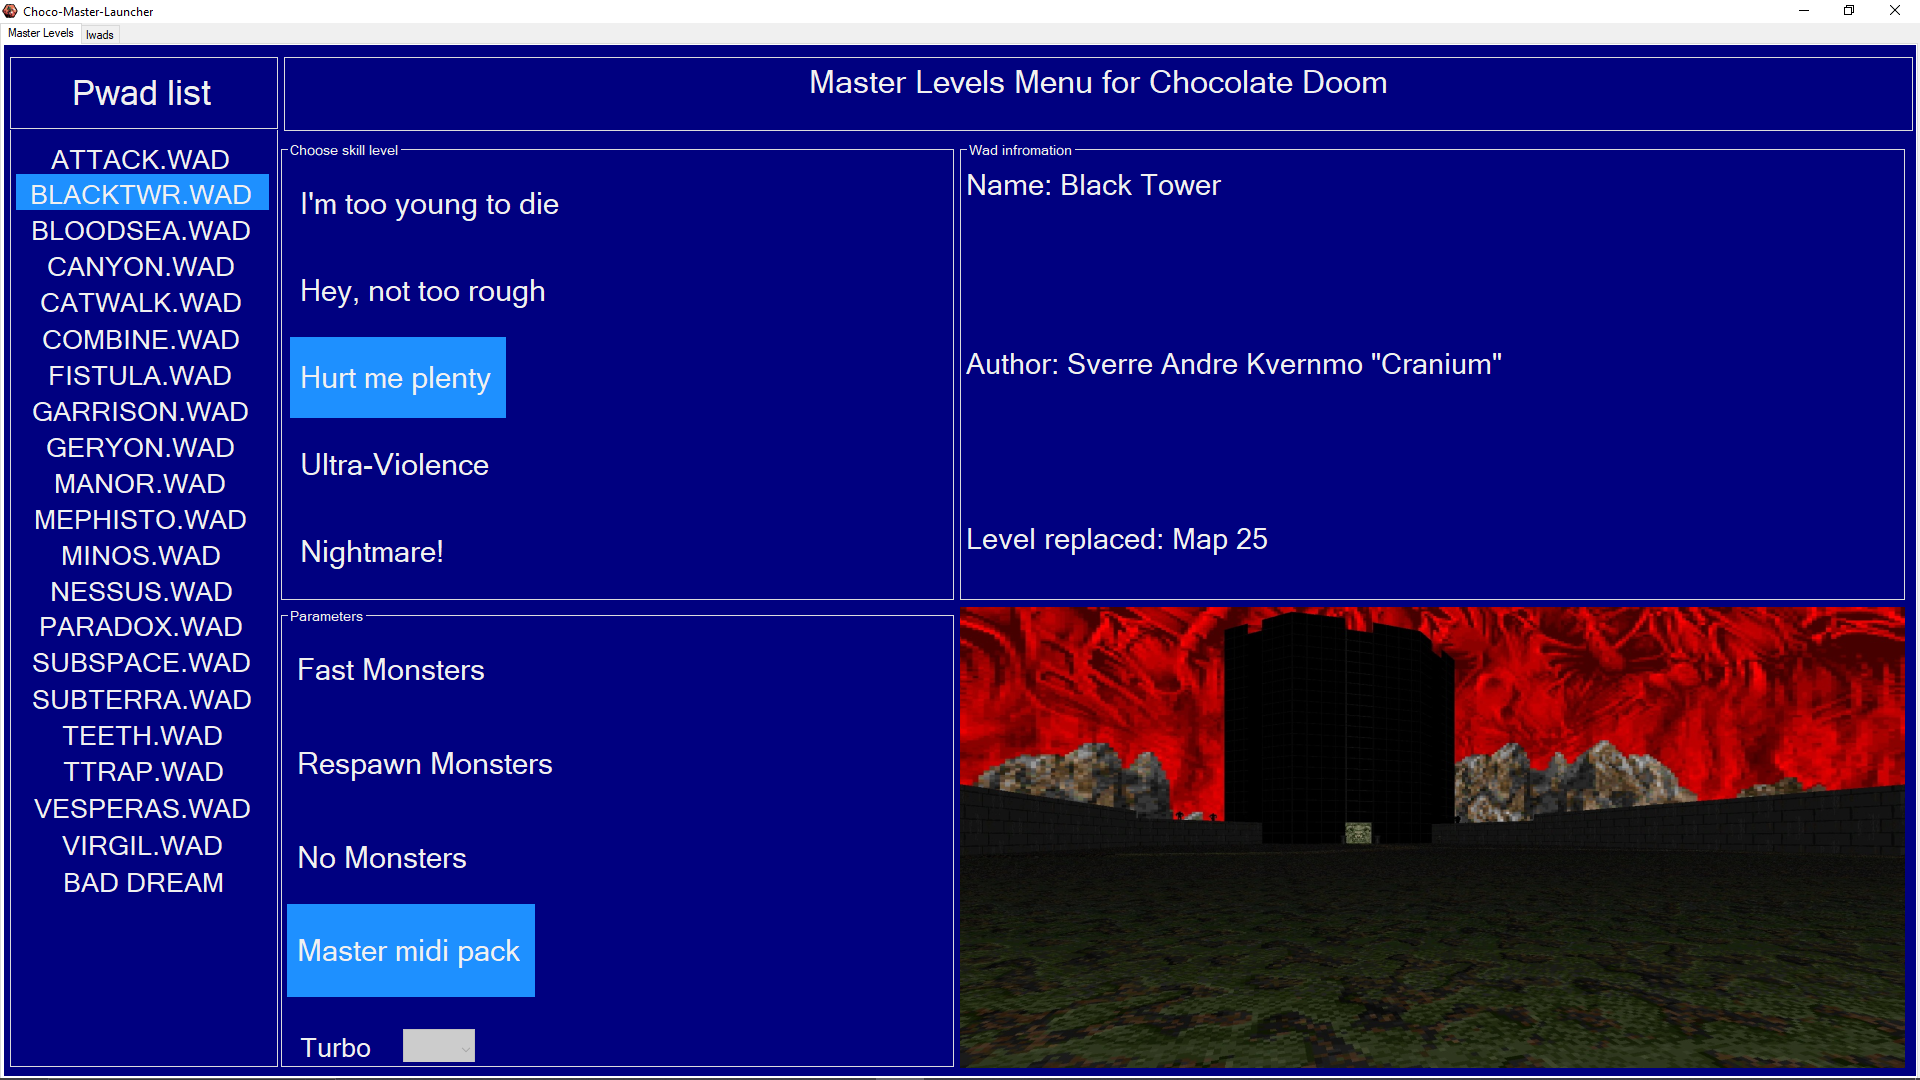 Choco-Master-Launcher
Master Levels
Iwads
Pwad list
Master Levels Menu for Chocolate Doom
ATTACK.WAD
BLACKTWR.WAD
BLOODSEA.WAD
CANYON.WAD
CATWALK.WAD
COMBINE.WAD
FISTULA.WAD
GARRISON.WAD
GERYON.WAD
MANOR.WAD
MEPHISTO.WAD
MINOS.WAD
NESSUS.WAD
PARADOX.WAD
SUBSPACE.WAD
SUBTERRA.WAD
TEETH.WAD
TTRAP.WAD
VESPERAS.WAD
VIRGIL.WAD
BAD DREAM
Choose skill level
I'm too young to die
Hey, not too rough
Hurt me plenty
Ultra-Violence
Nightmare!
Wad infromation
Name: Black Tower
Author: Sverre Andre Kvernmo "Cranium"
Level replaced: Map 25
Parameters
Fast Monsters
Respawn Monsters
No Monsters
Master midi pack
Turbo